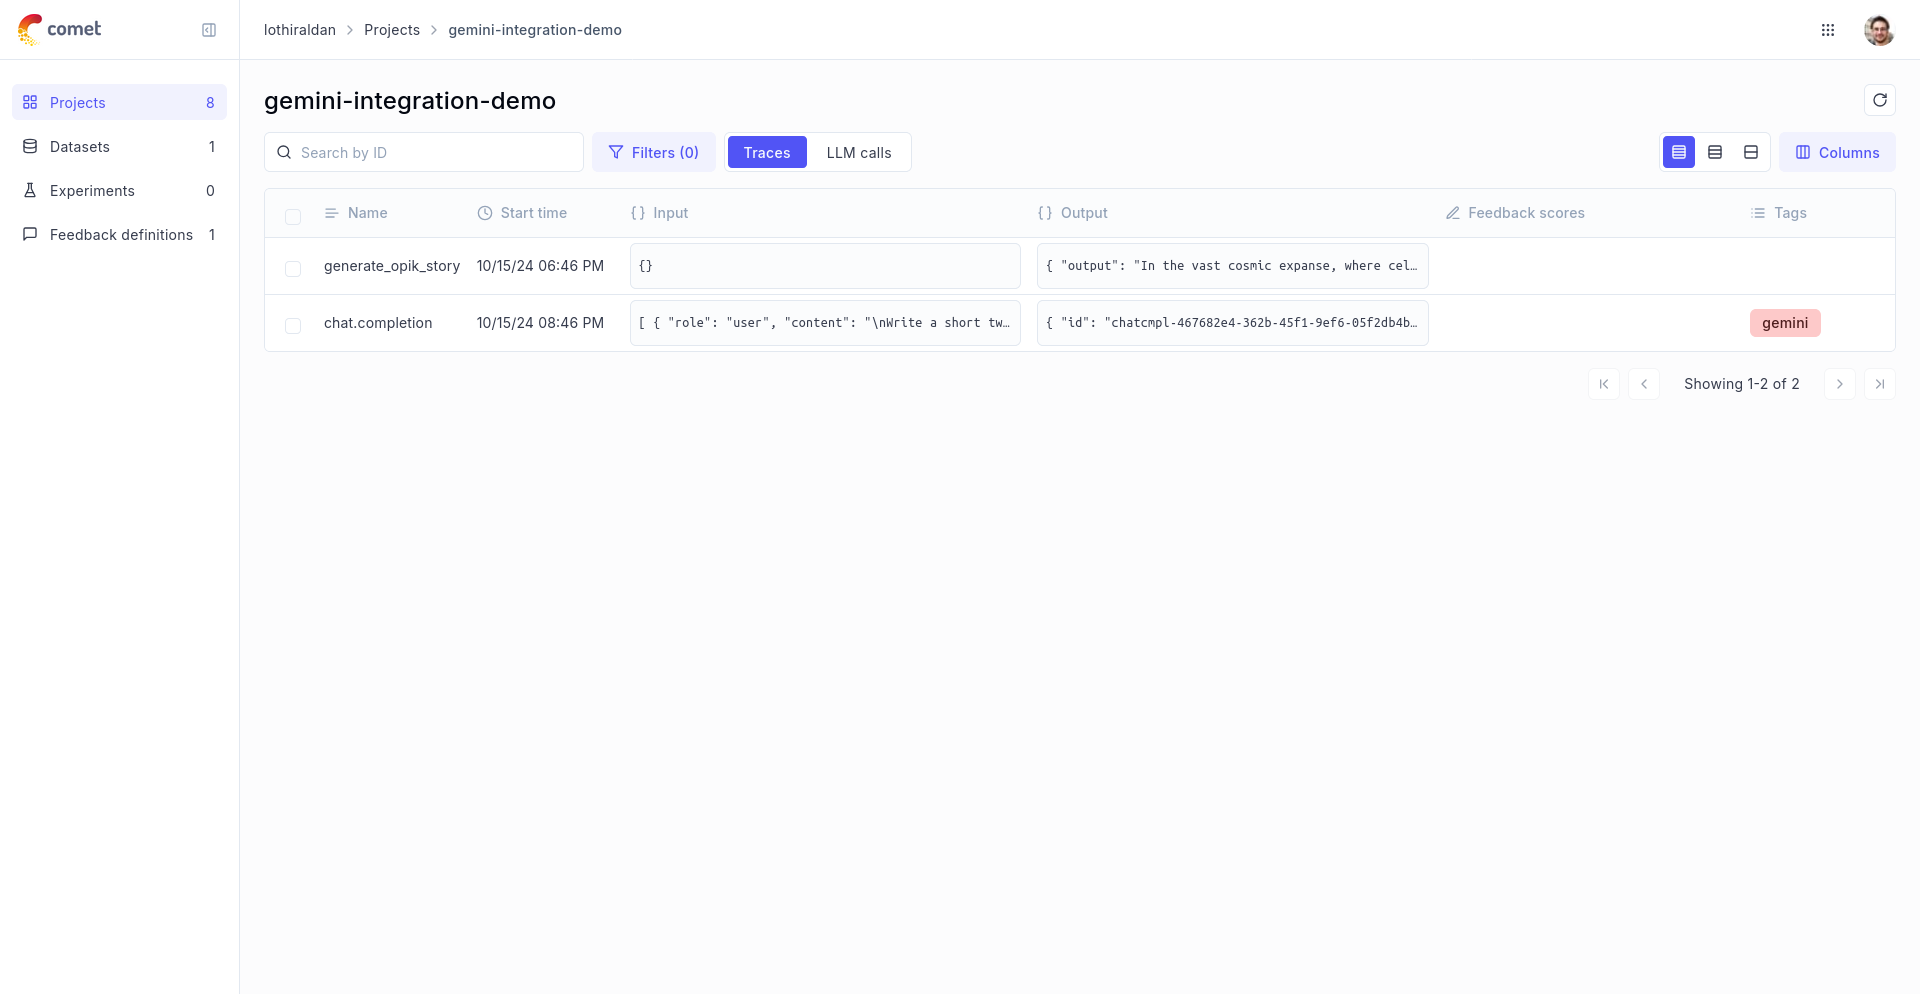 comet
lothiraldan > Projects > gemini-integration-demo
Projects 8
Datasets 1
Experiments 0
Feedback definitions 1
gemini-integration-demo
Search by ID
Filters (0)
Traces
LLM calls
Columns
Name
Start time
{} Input
{} Output
Feedback scores
Tags
generate_opik_story
10/15/24 06:46 PM
{}
{ "output": "In the vast cosmic expanse, where cel…
chat.completion
10/15/24 08:46 PM
[ { "role": "user", "content": "\nWrite a short tw…
{ "id": "chatcmpl-467682e4-362b-45f1-9ef6-05f2db4b…
gemini
Showing 1-2 of 2